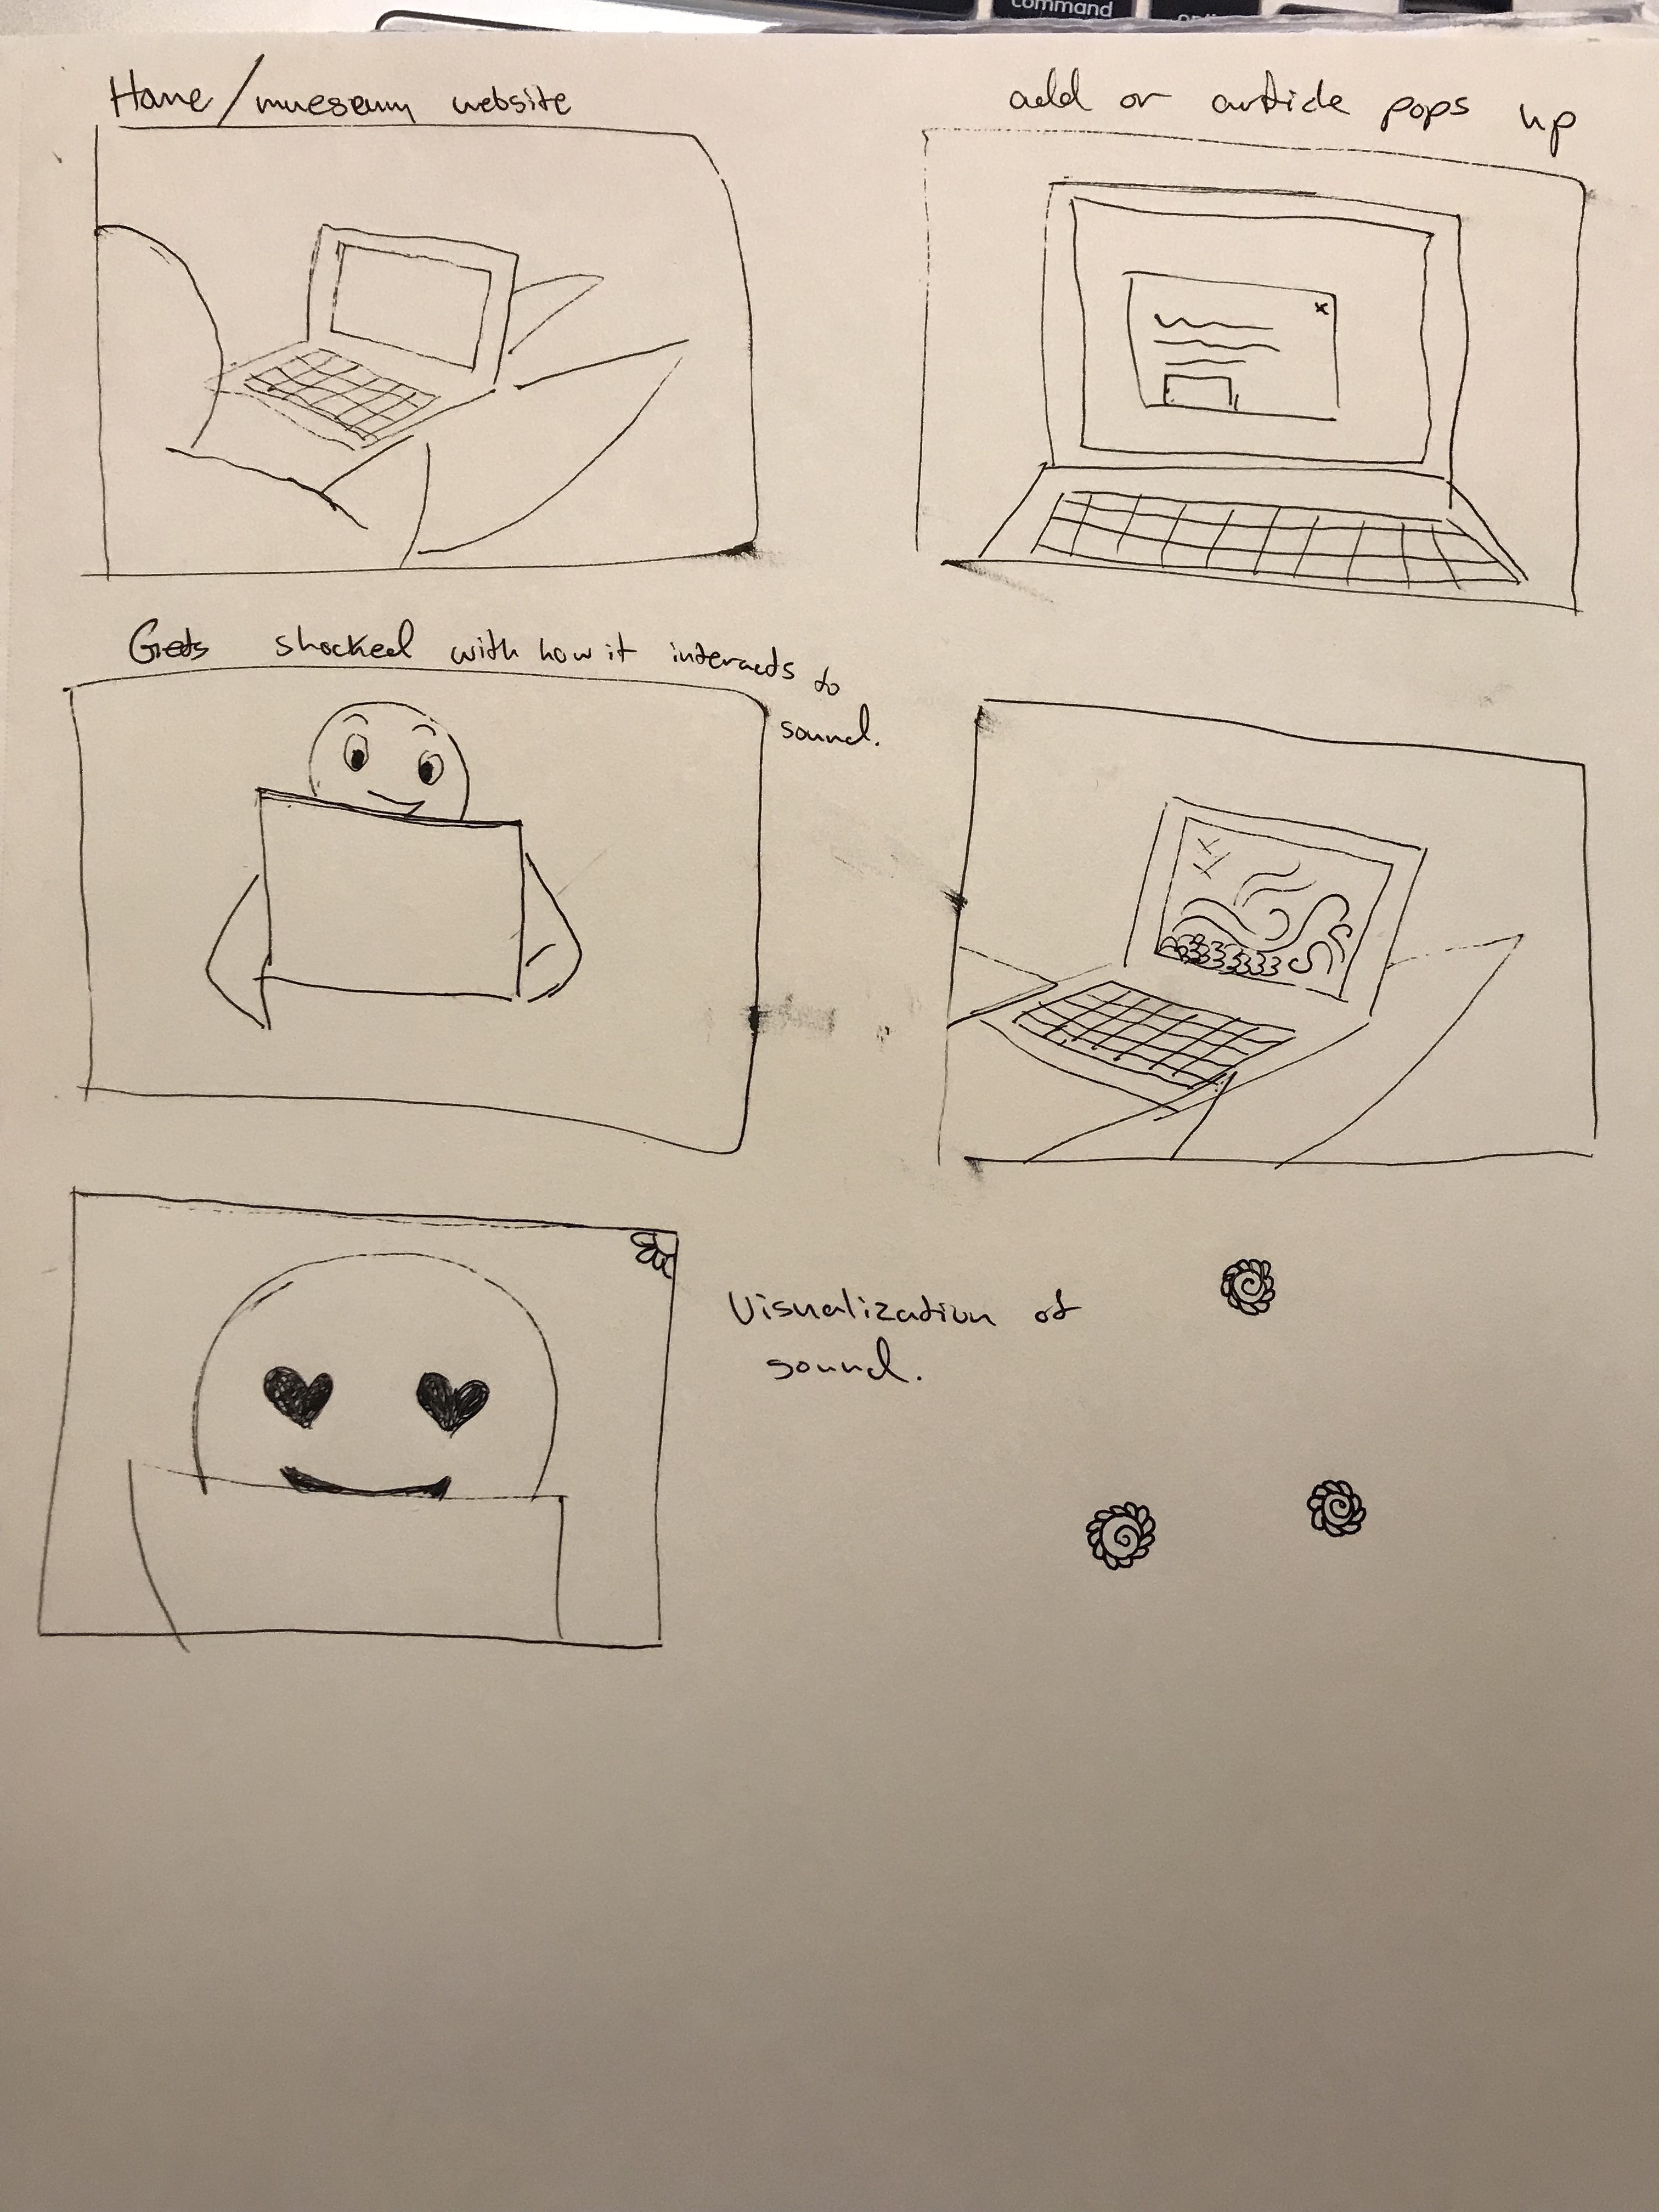 command
Home/mueseum website
add or article pops up
Gets shocked with how it interacts to
sound.
Visualization of
sound.